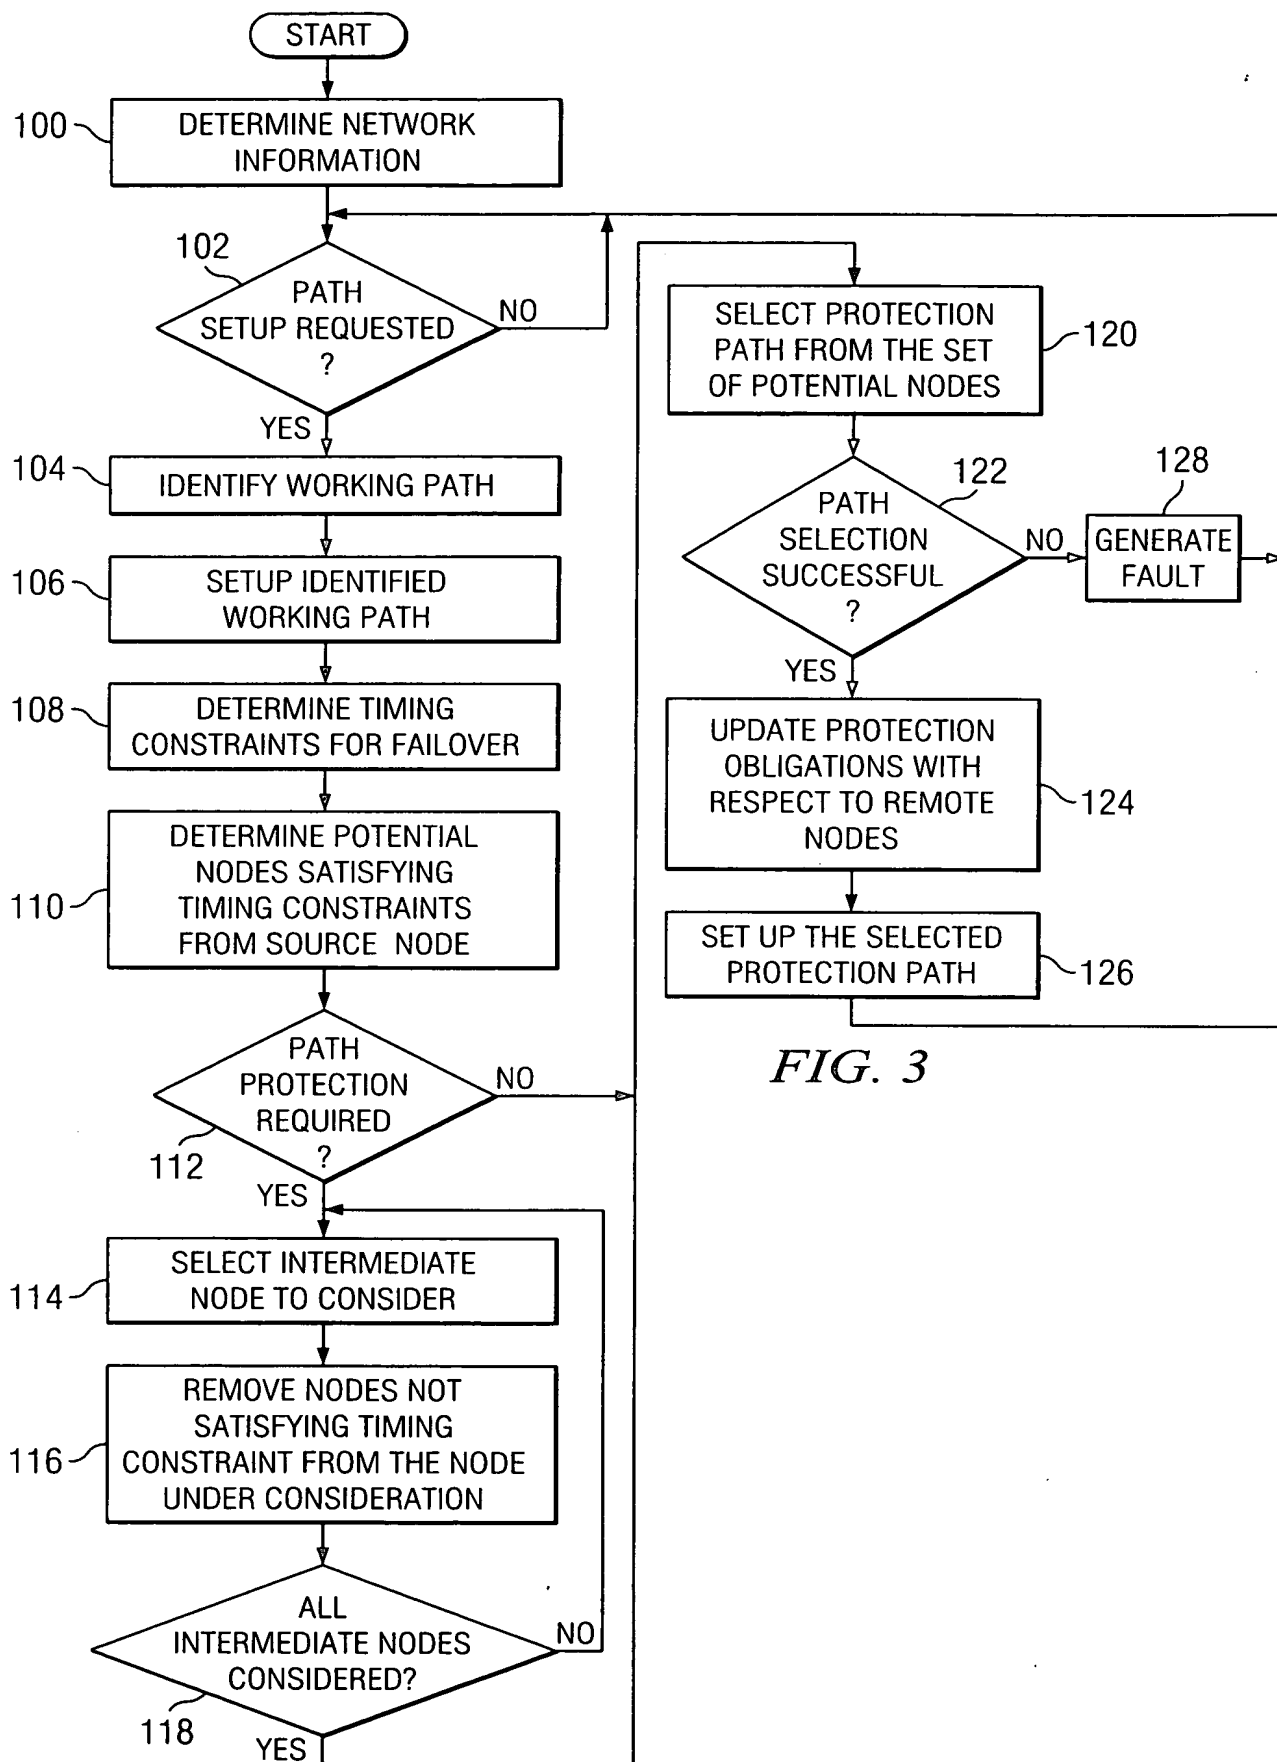 START
100
DETERMINE NETWORK
INFORMATION
102
PATH
SETUP REQUESTED
?
NO
YES
104
IDENTIFY WORKING PATH
106
SETUP IDENTIFIED
WORKING PATH
108
DETERMINE TIMING
CONSTRAINTS FOR FAILOVER
110
DETERMINE POTENTIAL
NODES SATISFYING
TIMING CONSTRAINTS
FROM SOURCE NODE
PATH
PROTECTION
REQUIRED
?
NO
112
YES
114
SELECT INTERMEDIATE
NODE TO CONSIDER
116
REMOVE NODES NOT
SATISFYING TIMING
CONSTRAINT FROM THE NODE
UNDER CONSIDERATION
ALL
INTERMEDIATE NODES
CONSIDERED?
NO
118
YES
SELECT PROTECTION
PATH FROM THE SET
OF POTENTIAL NODES
120
122
PATH
SELECTION
SUCCESSFUL
?
NO
128
GENERATE
FAULT
YES
UPDATE PROTECTION
OBLIGATIONS WITH
RESPECT TO REMOTE
NODES
124
SET UP THE SELECTED
PROTECTION PATH
126
FIG. 3